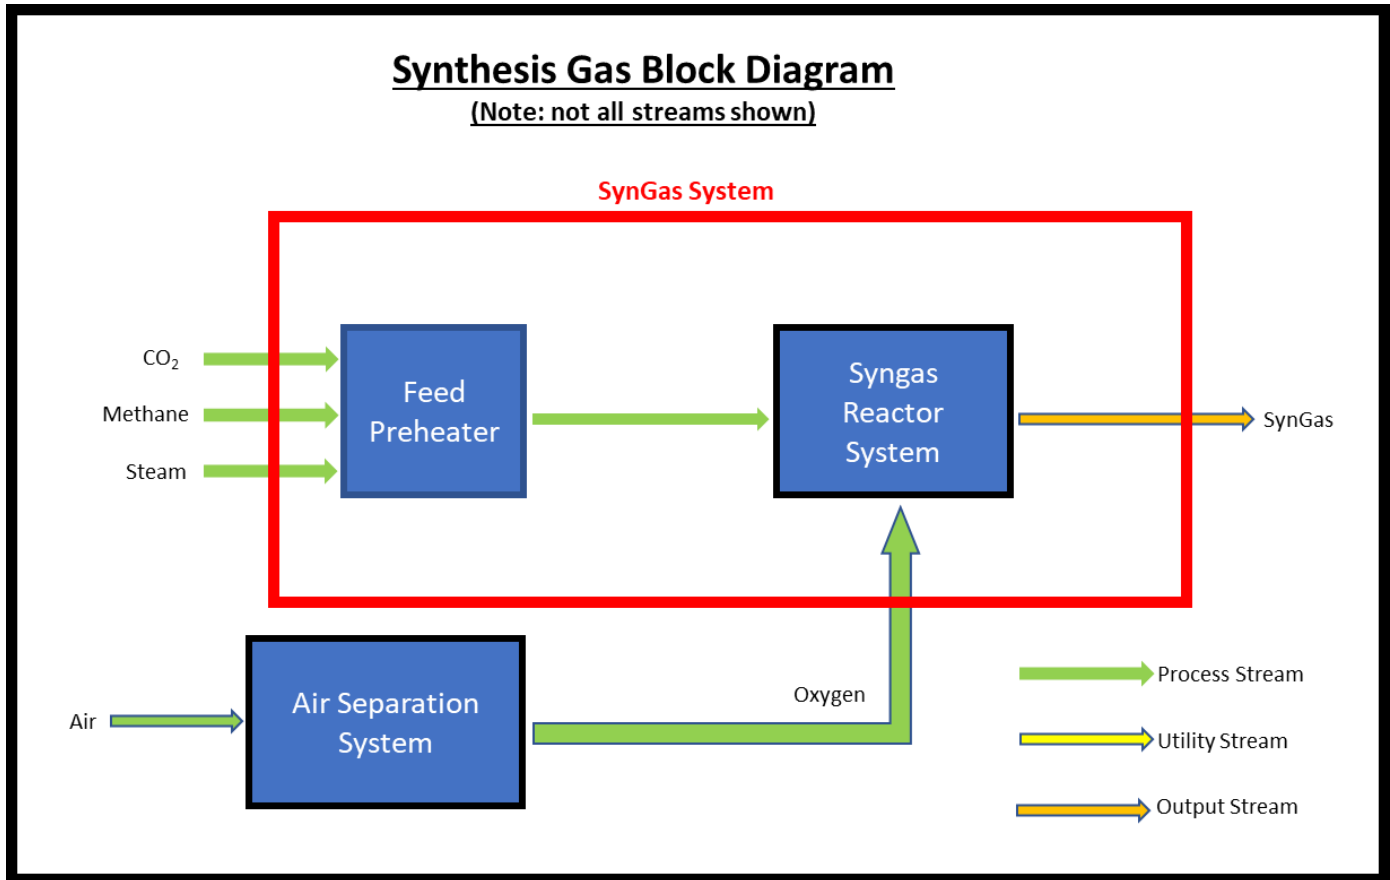 Synthesis Gas Block Diagram
(Note: not all streams shown)
SynGas System
CO₂
Methane
Steam
Feed
Preheater
Syngas
Reactor
System
SynGas
Air
Air Separation
System
Oxygen
Process Stream
Utility Stream
Output Stream